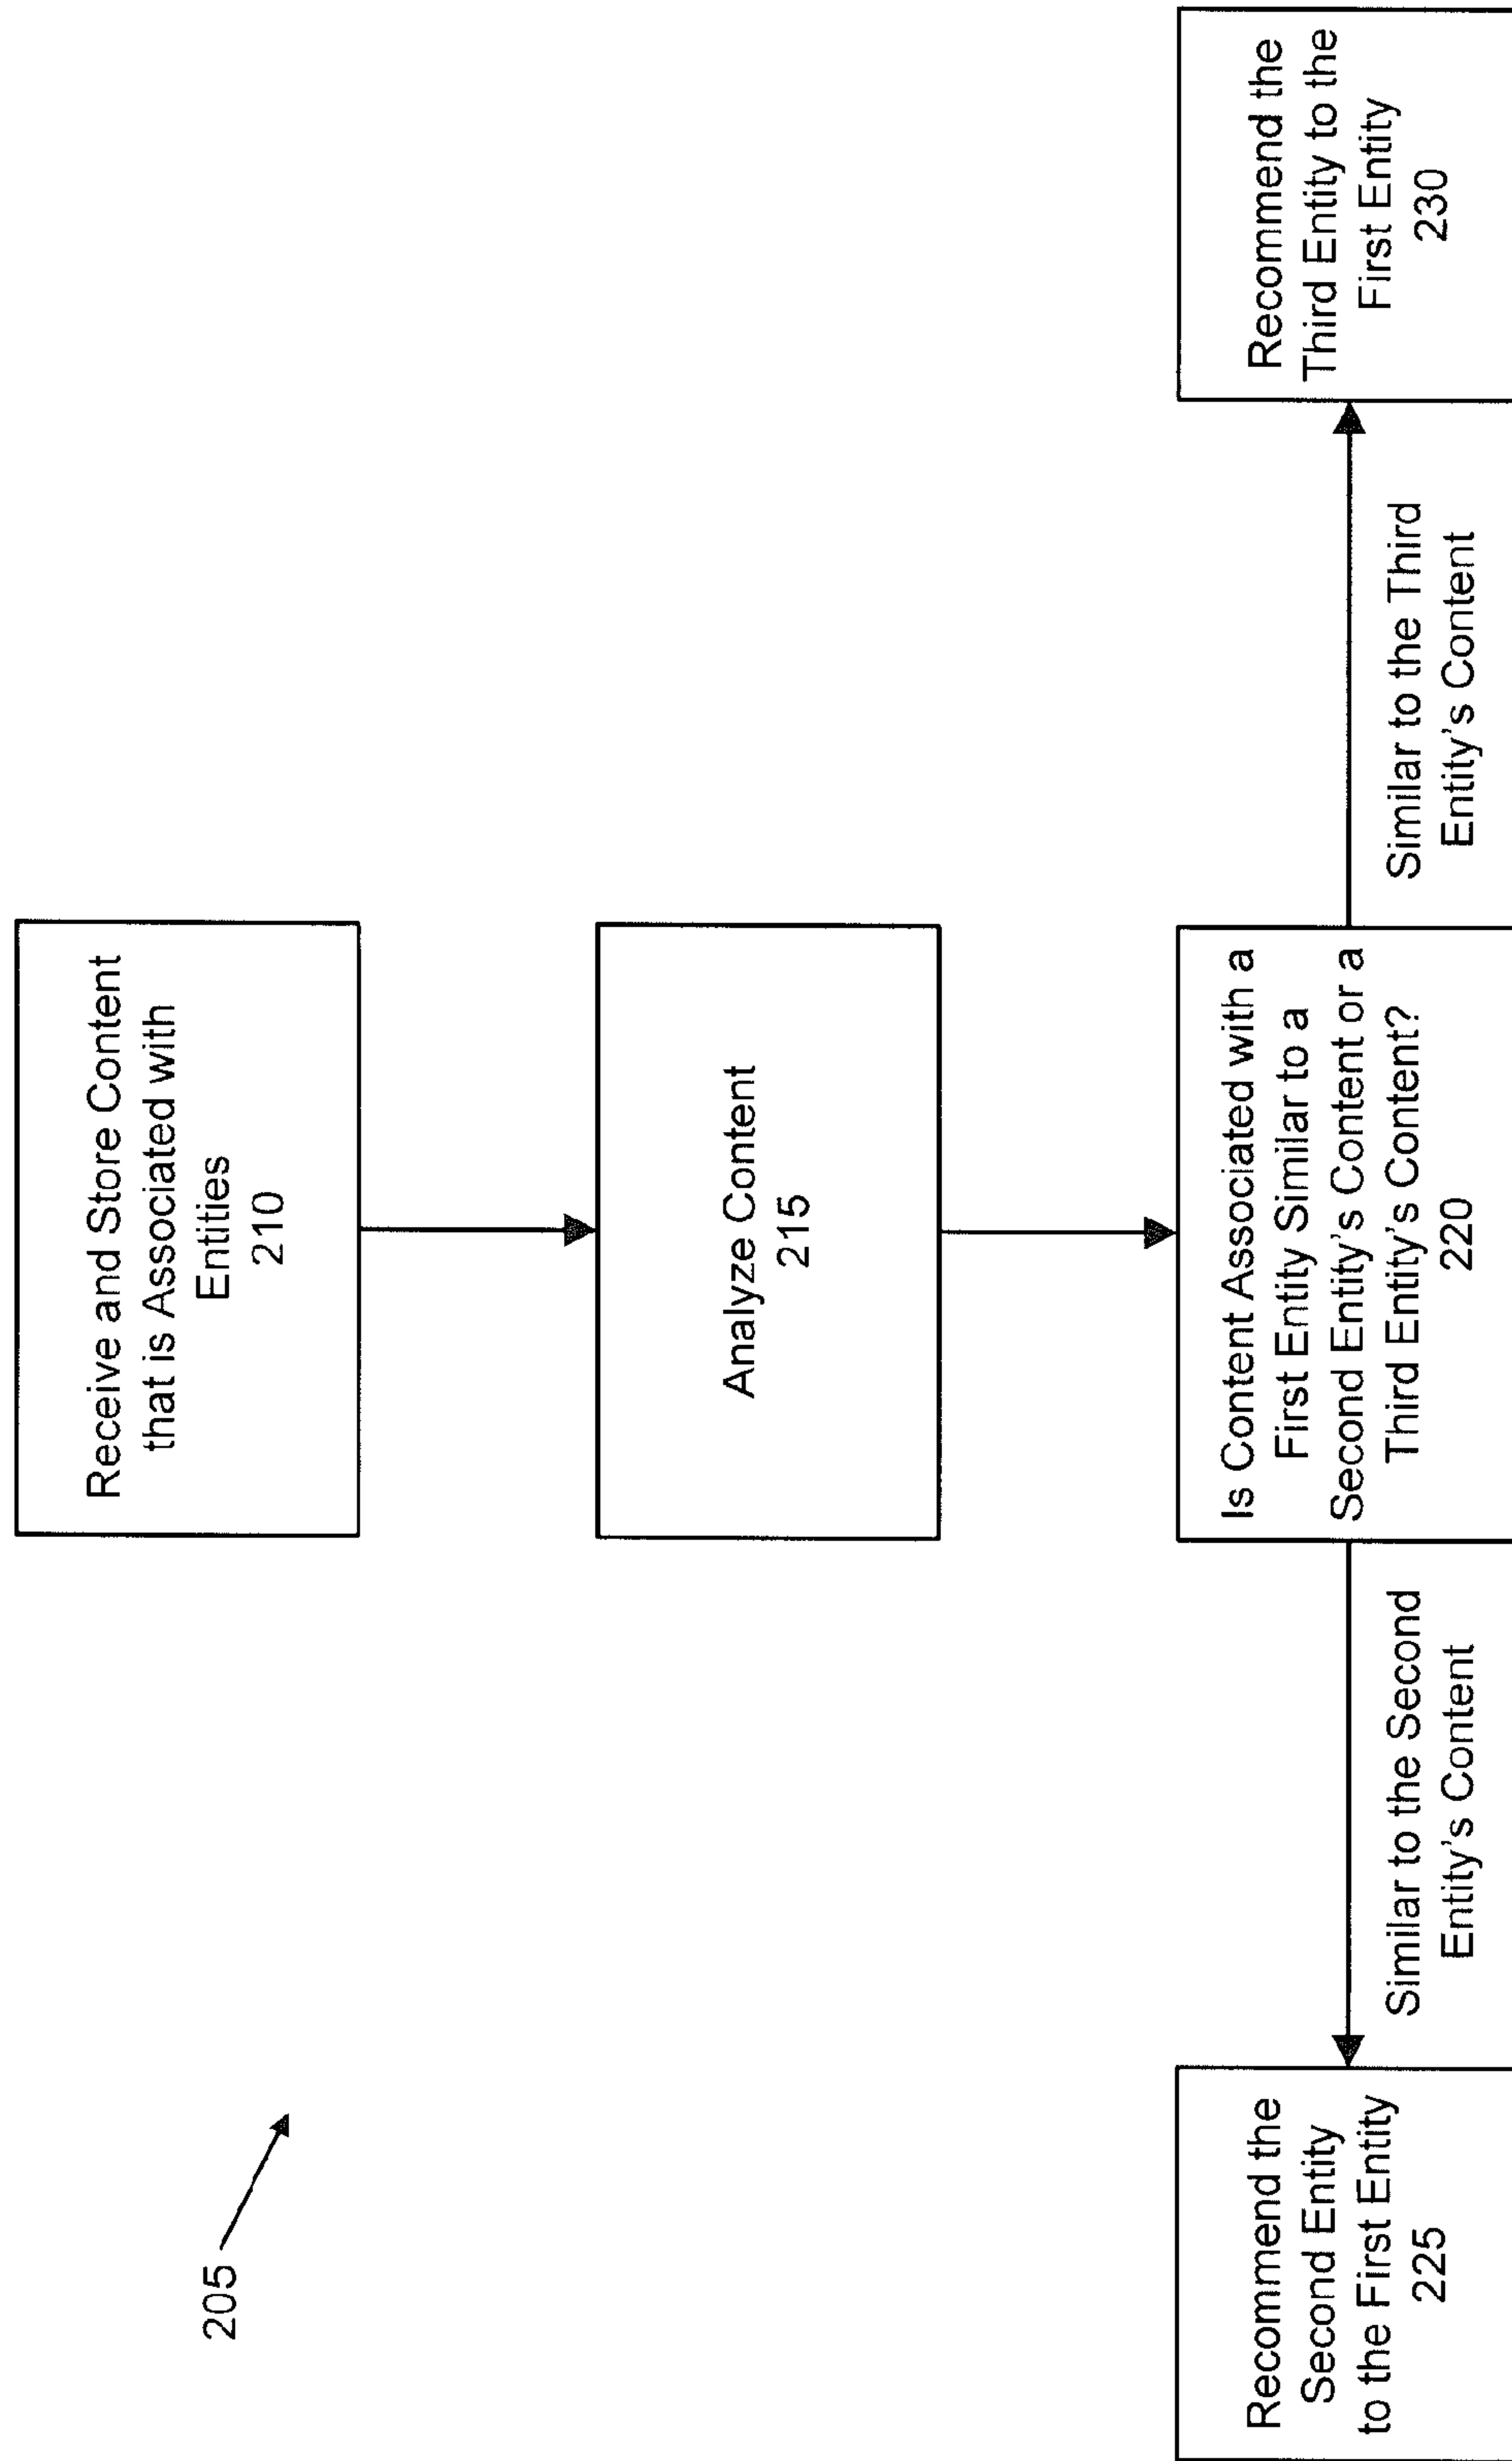 205
Receive and Store Content
that is Associated with
Entities
210
Analyze Content
215
Is Content Associated with a
First Entity Similar to a
Second Entity's Content or a
Third Entity's Content?
220
Similar to the Second
Entity's Content
Similar to the Third
Entity's Content
Recommend the
Second Entity
to the First Entity
225
Recommend the
Third Entity to the
First Entity
230